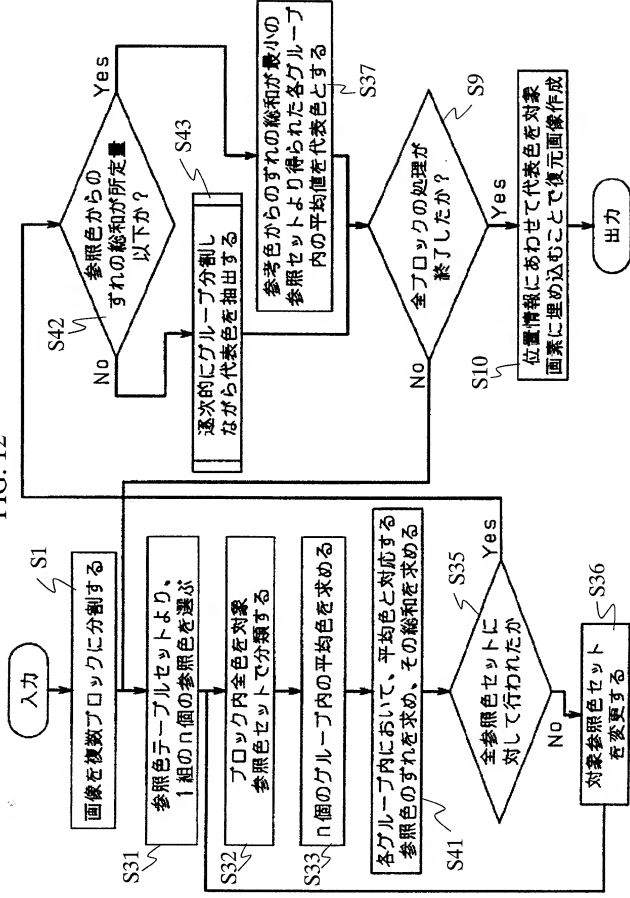 FIG. 12
入力
S1
画像を複数ブロックに分割する
S31
参照色テーブルセットより、
1組のn個の参照色を選ぶ
S32
ブロック内全色を対象
参照色セットで分類する
S33
n個のグループ内の平均色を求める
各グループ内において、平均色と対応する
参照色のずれを求め、その総和を求める
S41
S35
全参照色セットに
対して行われたか
Yes
No
S36
対象参照色セット
を変更する
S42
参照色からの
ずれの総和が所定量
以下か?
Yes
No
S43
逐次的にグループ分割し
ながら代表色を抽出する
参考色からのずれの総和が最小の
参照セットより得られた各グループ
内の平均値を代表色とする
S37
S9
全ブロックの処理が
終了したか?
No
Yes
S10
位置情報にあわせて代表色を対象
画素に埋め込むことで復元画像作成
出力